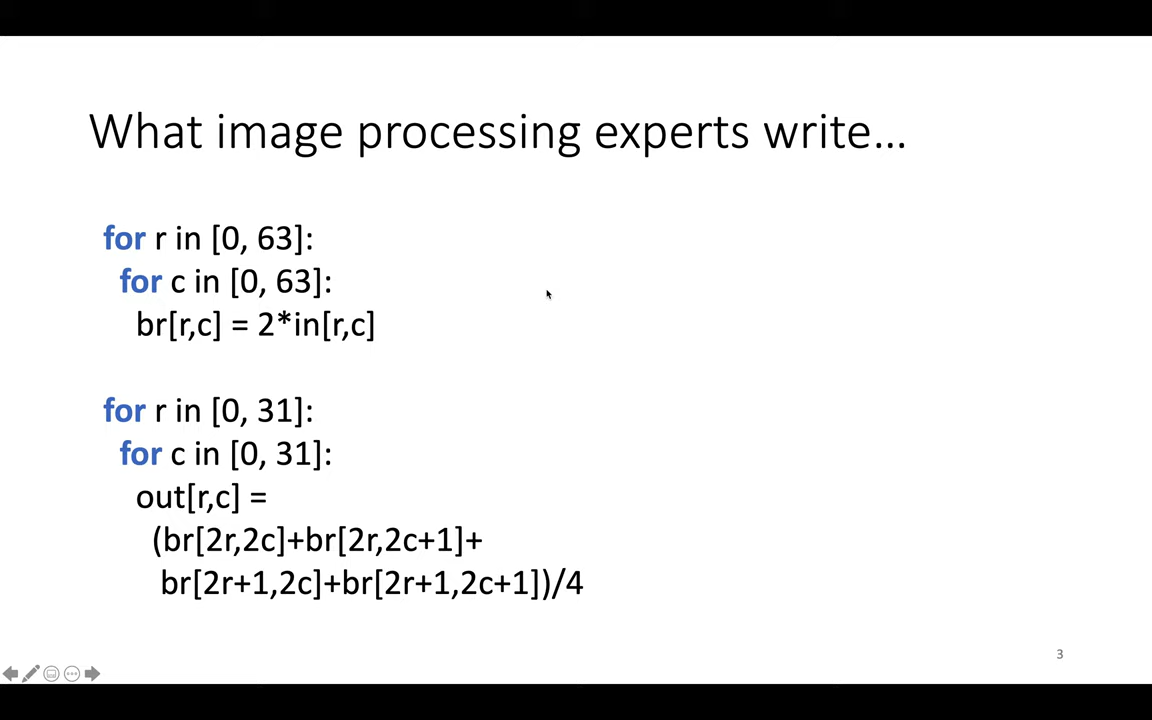 What image processing experts write…
for r in [0, 63]:
for c in [0, 63]:
br[r,c] = 2*in[r,c]
for r in [0, 31]:
for c in [0, 31]:
out[r,c] =
(br[2r,2c]+br[2r,2c+1]+
br[2r+1,2c]+br[2r+1,2c+1])/4
3